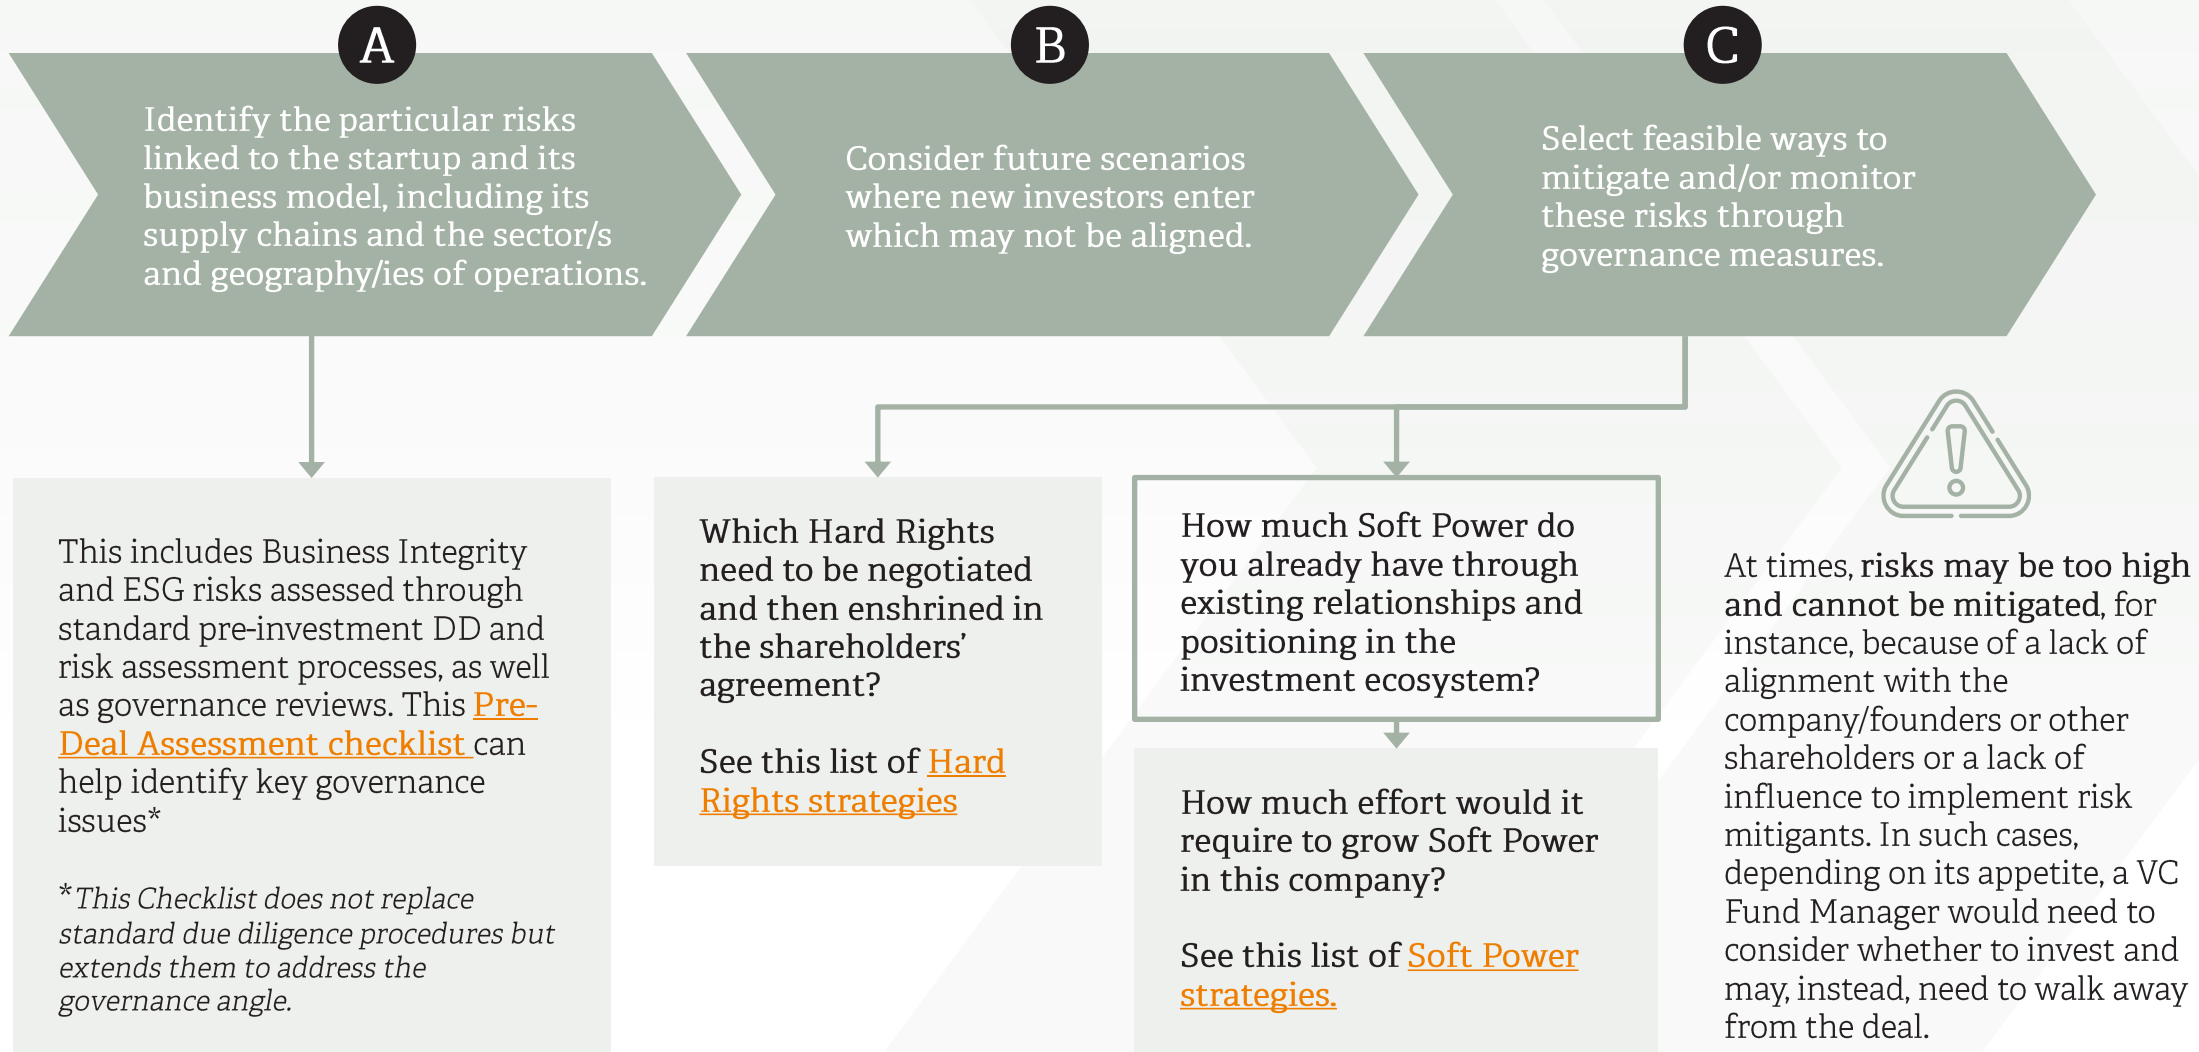 A
Identify the particular risks
linked to the startup and its
business model, including its
supply chains and the sector/s
and geography/ies of operations.
B
Consider future scenarios
where new investors enter
which may not be aligned.
C
Select feasible ways to
mitigate and/or monitor
these risks through
governance measures.
This includes Business Integrity
and ESG risks assessed through
standard pre-investment DD and
risk assessment processes, as well
as governance reviews. This Pre-
Deal Assessment checklist can
help identify key governance
issues*
*This Checklist does not replace
standard due diligence procedures but
extends them to address the
governance angle.
Which Hard Rights
need to be negotiated
and then enshrined in
the shareholders’
agreement?
See this list of Hard
Rights strategies
How much Soft Power do
you already have through
existing relationships and
positioning in the
investment ecosystem?
How much effort would it
require to grow Soft Power
in this company?
See this list of Soft Power
strategies.
At times, risks may be too high
and cannot be mitigated, for
instance, because of a lack of
alignment with the
company/founders or other
shareholders or a lack of
influence to implement risk
mitigants. In such cases,
depending on its appetite, a VC
Fund Manager would need to
consider whether to invest and
may, instead, need to walk away
from the deal.